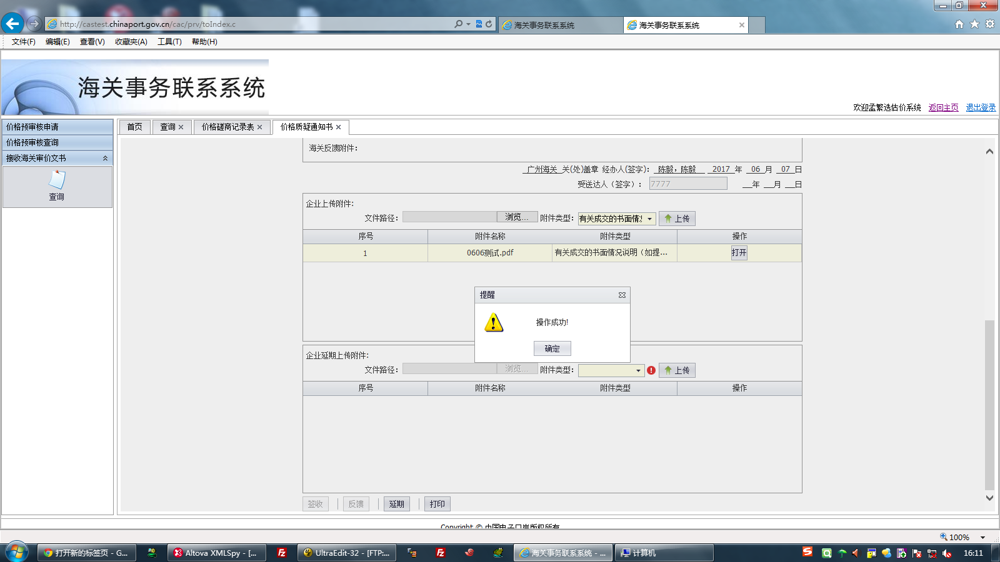 http://castest.chinaport.gov.cn/cac/prv/toIndex.c
海关事务联系系统
海关事务联系系统
文件(F) 编辑(E) 查看(V) 收藏夹(A) 工具(T) 帮助(H)
海关事务联系系统
欢迎孟繁选估价系统 返回主页 退出登录
价格预审核申请
价格预审核查询
接收海关审价文书
查询
首页 查询 价格磋商记录表 价格质疑通知书
海关反馈附件：
广州海关 关(处)盖章 经办人(签字)： 陈毅，陈毅 2017 年 06 月 07 日
受送达人（签字）： 7777 __年 __月 __日
企业上传附件:
文件路径： 浏览... 附件类型： 有关成交的书面情 上传
序号 附件名称 附件类型 操作
1 0606测试.pdf 有关成交的书面情况说明（如提... 打开
提醒
操作成功!
确定
企业延期上传附件:
文件路径： 浏览... 附件类型： 上传
序号 附件名称 附件类型 操作
签收 反馈 延期 打印
Copyright © 中国电子口岸版权所有
100%
打开新的标签页 - G... Altova XMLSpy - [... UltraEdit-32 - [FTP:... 海关事务联系系统 - ... 计算机 16:11